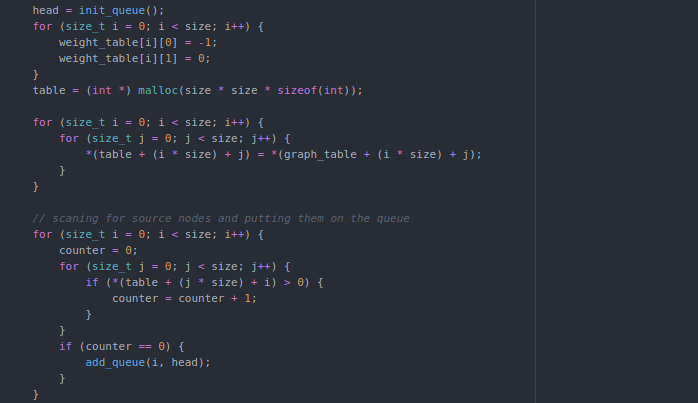 head = init_queue();
for (size_t i = 0; i < size; i++) {
    weight_table[i][0] = -1;
    weight_table[i][1] = 0;
}
table = (int *) malloc(size * size * sizeof(int));

for (size_t i = 0; i < size; i++) {
    for (size_t j = 0; j < size; j++) {
        *(table + (i * size) + j) = *(graph_table + (i * size) + j);
    }
}

// scaning for source nodes and putting them on the queue
for (size_t i = 0; i < size; i++) {
    counter = 0;
    for (size_t j = 0; j < size; j++) {
        if (*(table + (j * size) + i) > 0) {
            counter = counter + 1;
        }
    }
    if (counter == 0) {
        add_queue(i, head);
    }
}